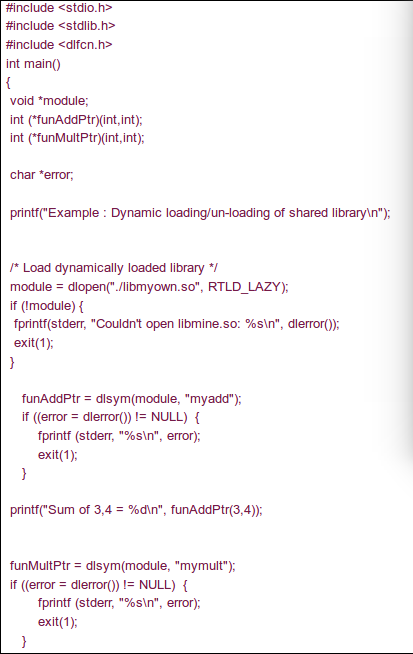 #include <stdio.h>
#include <stdlib.h>
#include <dlfcn.h>
int main()
{
void *module;
int (*funAddPtr)(int,int);
int (*funMultPtr)(int,int);
char *error;
printf("Example : Dynamic loading/un-loading of shared library\n");
/* Load dynamically loaded library */
module = dlopen("./libmyown.so", RTLD_LAZY);
if (!module) {
fprintf(stderr, "Couldn't open libmine.so: %s\n", dlerror());
exit(1);
}
funAddPtr = dlsym(module, "myadd");
if ((error = dlerror()) != NULL) {
fprintf (stderr, "%s\n", error);
exit(1);
}
printf("Sum of 3,4 = %d\n", funAddPtr(3,4));
funMultPtr = dlsym(module, "mymult");
if ((error = dlerror()) != NULL) {
fprintf (stderr, "%s\n", error);
exit(1);
}